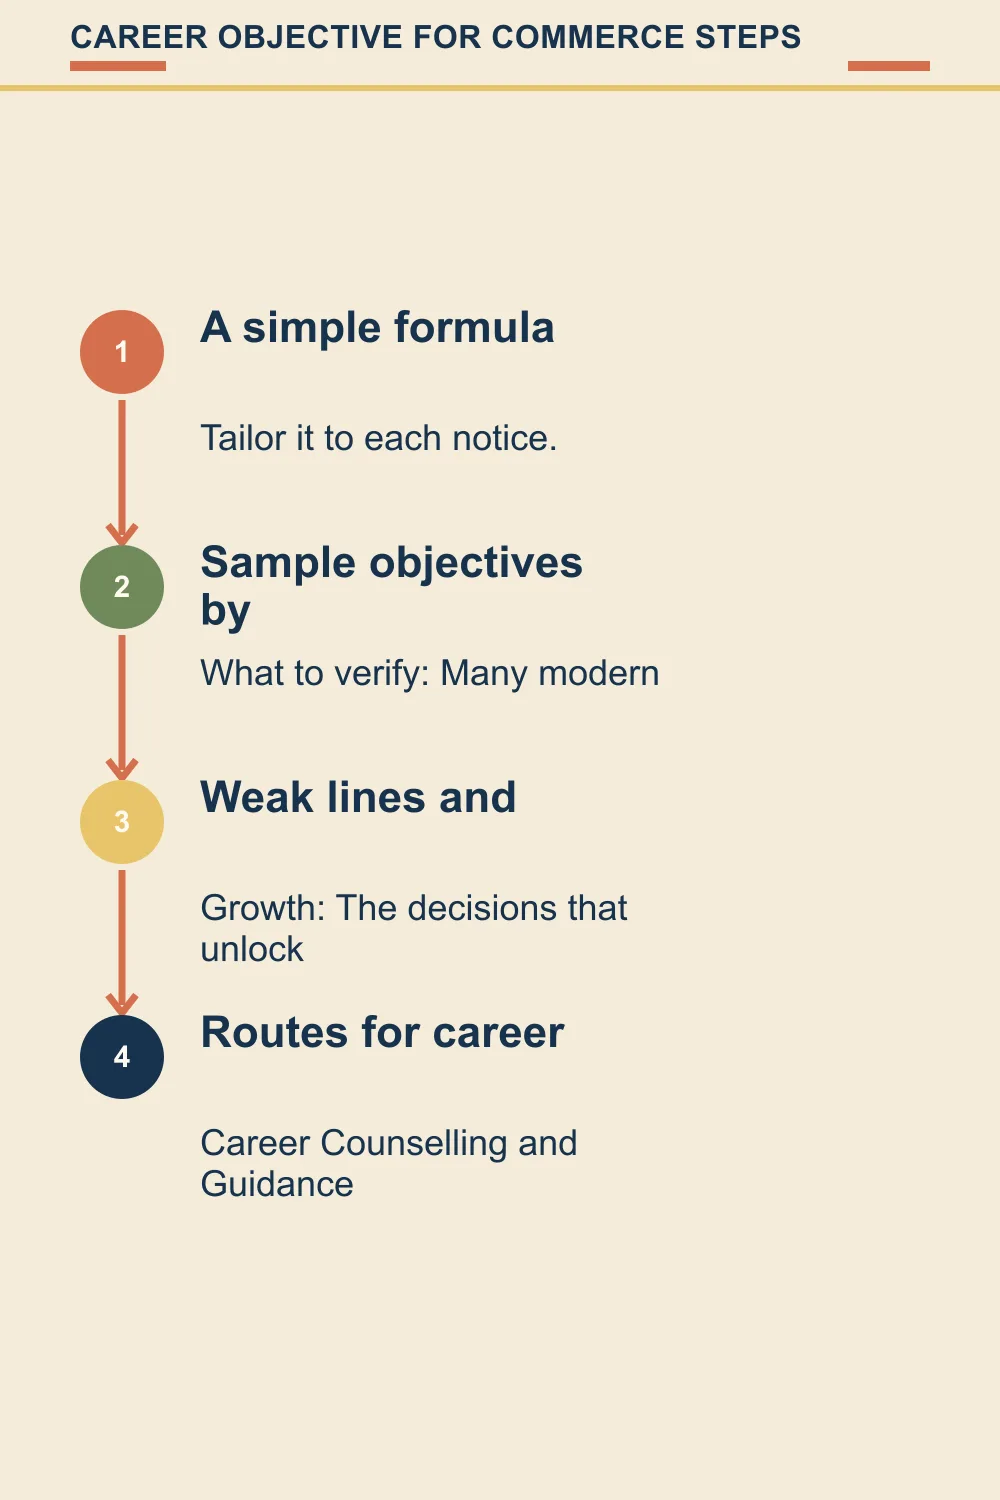 CAREER OBJECTIVE FOR COMMERCE STEPS
1
A simple formula
Tailor it to each notice.
2
Sample objectives
by
What to verify: Many modern
3
Weak lines and
Growth: The decisions that
unlock
4
Routes for career
Career Counselling and
Guidance